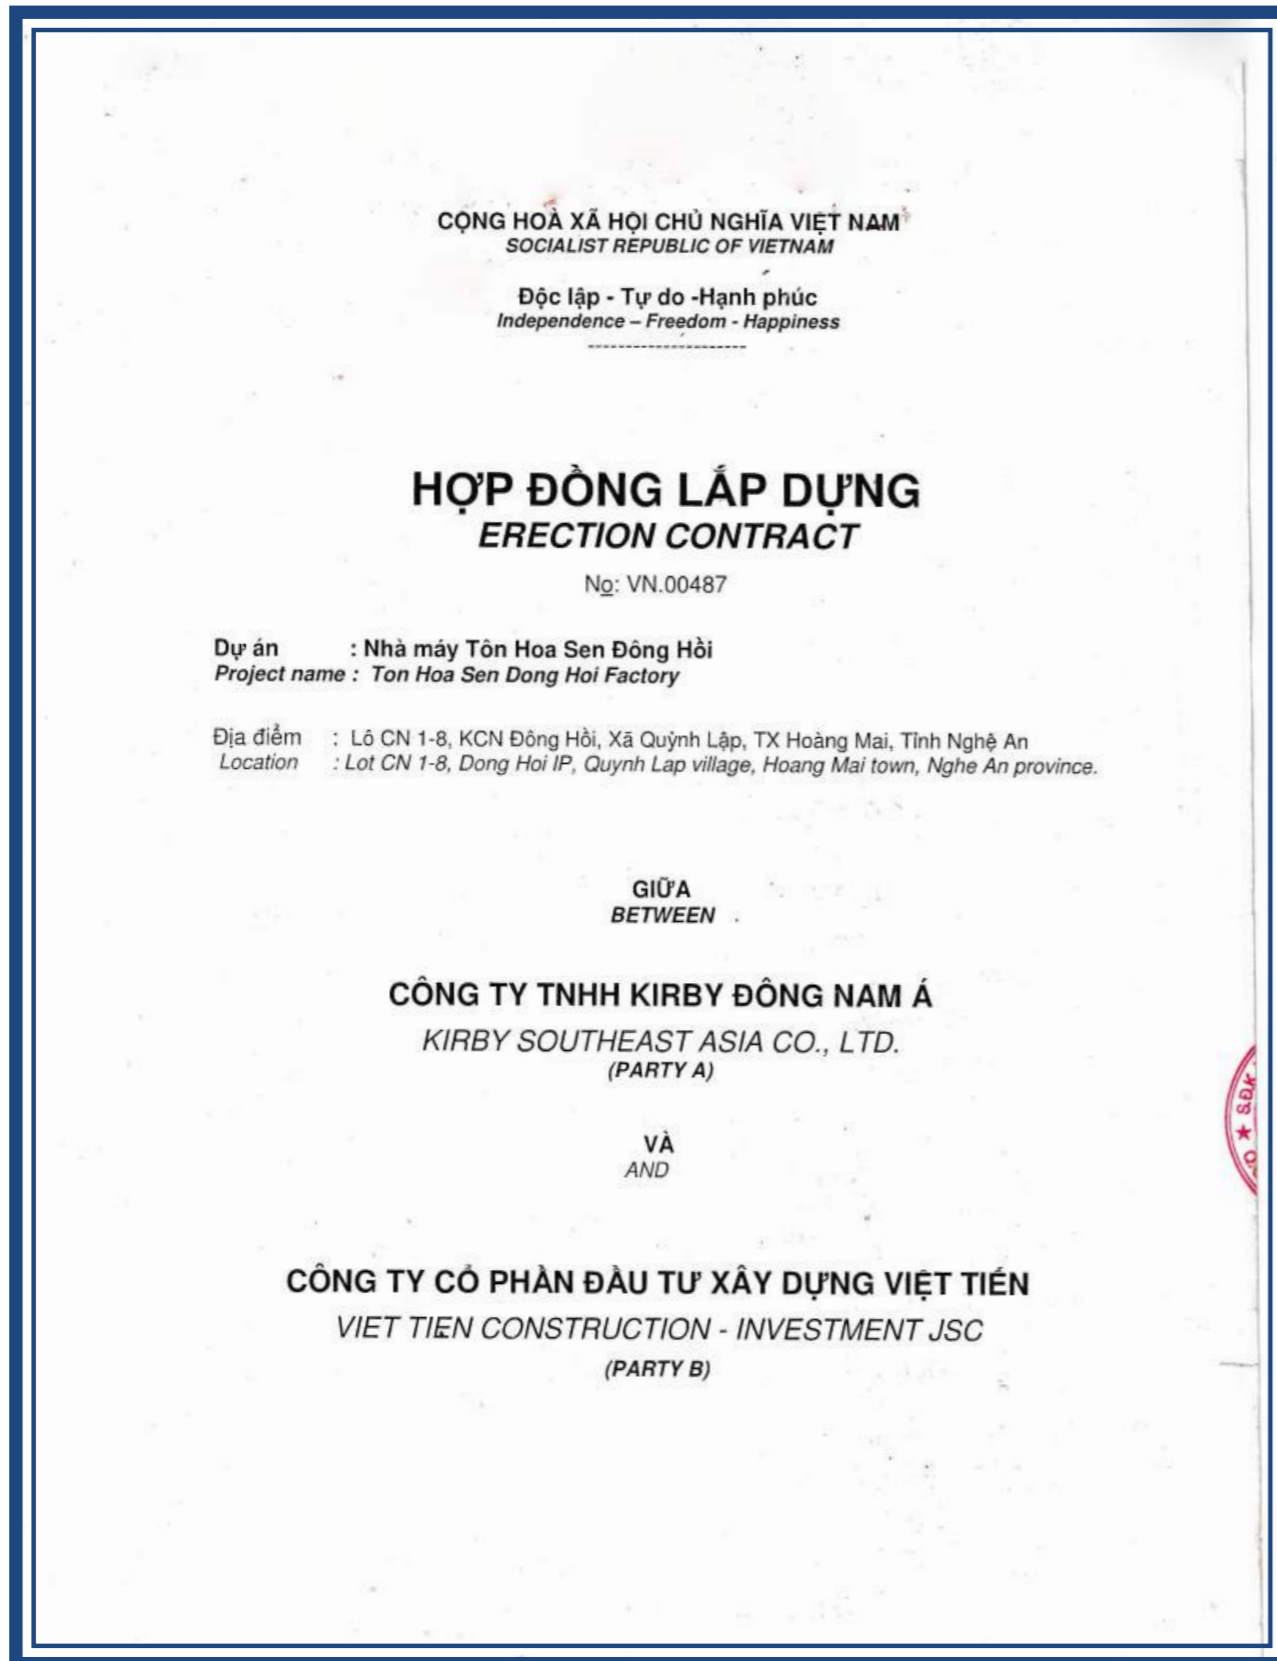 CỘNG HOÀ XÃ HỘI CHỦ NGHĨA VIỆT NAM
SOCIALIST REPUBLIC OF VIETNAM
Độc lập - Tự do -Hạnh phúc
Independence – Freedom - Happiness
---------------------
HỢP ĐỒNG LẮP DỰNG
ERECTION CONTRACT
No: VN.00487
Dự án : Nhà máy Tôn Hoa Sen Đông Hồi
Project name : Ton Hoa Sen Dong Hoi Factory
Địa điểm : Lô CN 1-8, KCN Đông Hồi, Xã Quỳnh Lập, TX Hoàng Mai, Tỉnh Nghệ An
Location : Lot CN 1-8, Dong Hoi IP, Quynh Lap village, Hoang Mai town, Nghe An province.
GIỮA
BETWEEN
CÔNG TY TNHH KIRBY ĐÔNG NAM Á
KIRBY SOUTHEAST ASIA CO., LTD.
(PARTY A)
VÀ
AND
CÔNG TY CỔ PHẦN ĐẦU TƯ XÂY DỰNG VIỆT TIẾN
VIET TIEN CONSTRUCTION - INVESTMENT JSC
(PARTY B)